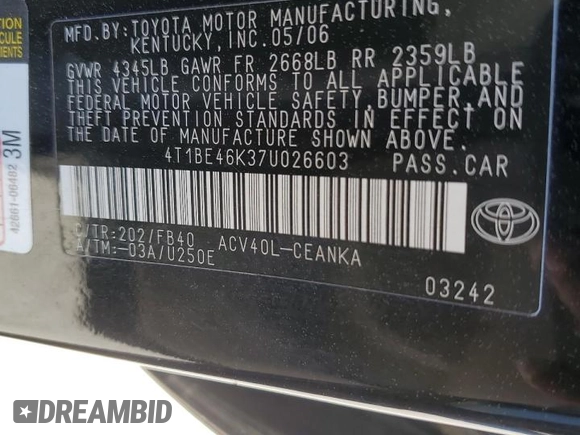 MFD.BY:TOYOTA MOTOR MANUFACTURING,
KENTUCKY,INC.05/06
GVWR 4345LB GAWR FR 2668LB RR 2359LB
THIS VEHICLE CONFORMS TO ALL APPLICABLE
FEDERAL MOTOR VEHICLE SAFETY,BUMPER,AND
THEFT PREVENTION STANDARDS IN EFFECT ON
THE DATE OF MANUFACTURE SHOWN ABOVE.
4T1BE46K37U026603 PASS.CAR
C/TR:202/FB40 ACV40L-CEANKA
A/TM:-03A/U250E
03242
42661-06482 3M
DREAMBID